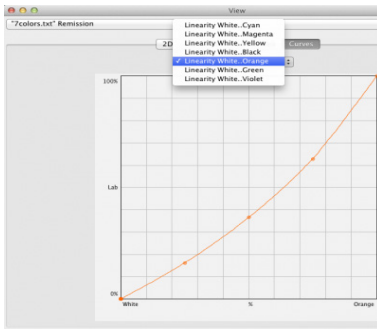 View
"7colors.txt" Remission
Linearity White..Cyan
Linearity White..Magenta
2D
Linearity White..Yellow
Curves
Linearity White..Black
✓ Linearity White..Orange
Linearity White..Green
Linearity White..Violet
100%
Lab
0%
White
%
Orange